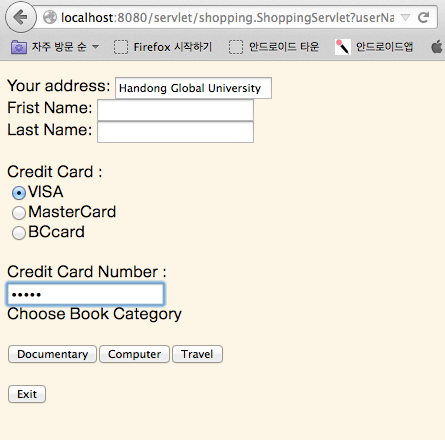 localhost:8080/servlet/shopping.ShoppingServlet?userNa
자주 방문 순 Firefox 시작하기 안드로이드 타운 안드로이드앱
Your address: Handong Global University
Frist Name:
Last Name:
Credit Card :
VISA
MasterCard
BCcard
Credit Card Number :
•••••
Choose Book Category
Documentary Computer Travel
Exit